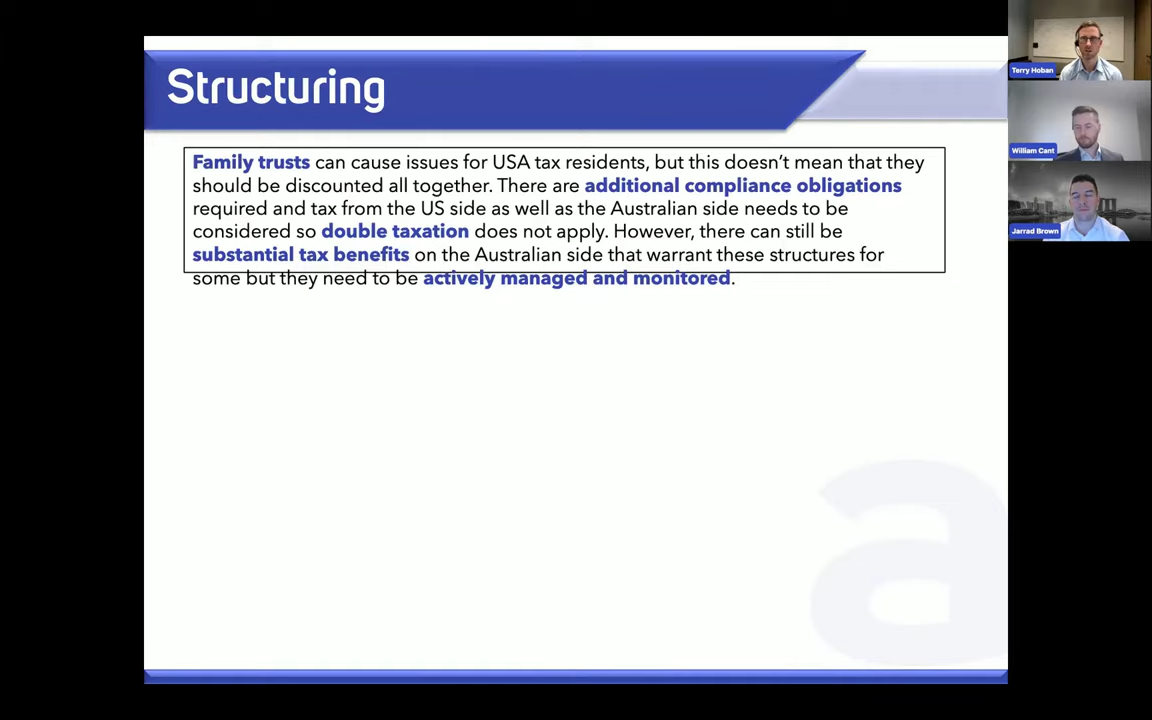 Structuring
Family trusts can cause issues for USA tax residents, but this doesn't mean that they
should be discounted all together. There are additional compliance obligations
required and tax from the US side as well as the Australian side needs to be
considered so double taxation does not apply. However, there can still be
substantial tax benefits on the Australian side that warrant these structures for
some but they need to be actively managed and monitored.
a
Terry Hoban
William Cant
Jarrad Brown